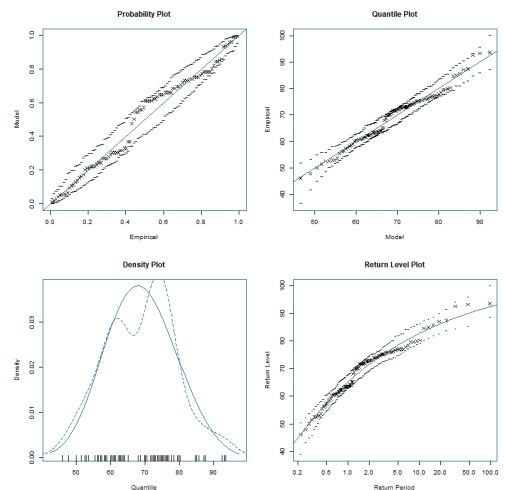 Probability Plot
Model
0.0 0.2 0.4 0.6 0.8 1.0
0.0 0.2 0.4 0.6 0.8 1.0
Empirical
Quantile Plot
Empirical
40 50 60 70 80 90 100
50 60 70 80 90
Model
Density Plot
Density
0.00 0.01 0.02 0.03
50 60 70 80 90
Quantile
Return Level Plot
Return Level
40 50 60 70 80 90 100
0.2 0.5 1.0 2.0 5.0 10.0 20.0 50.0 100.0
Return Period